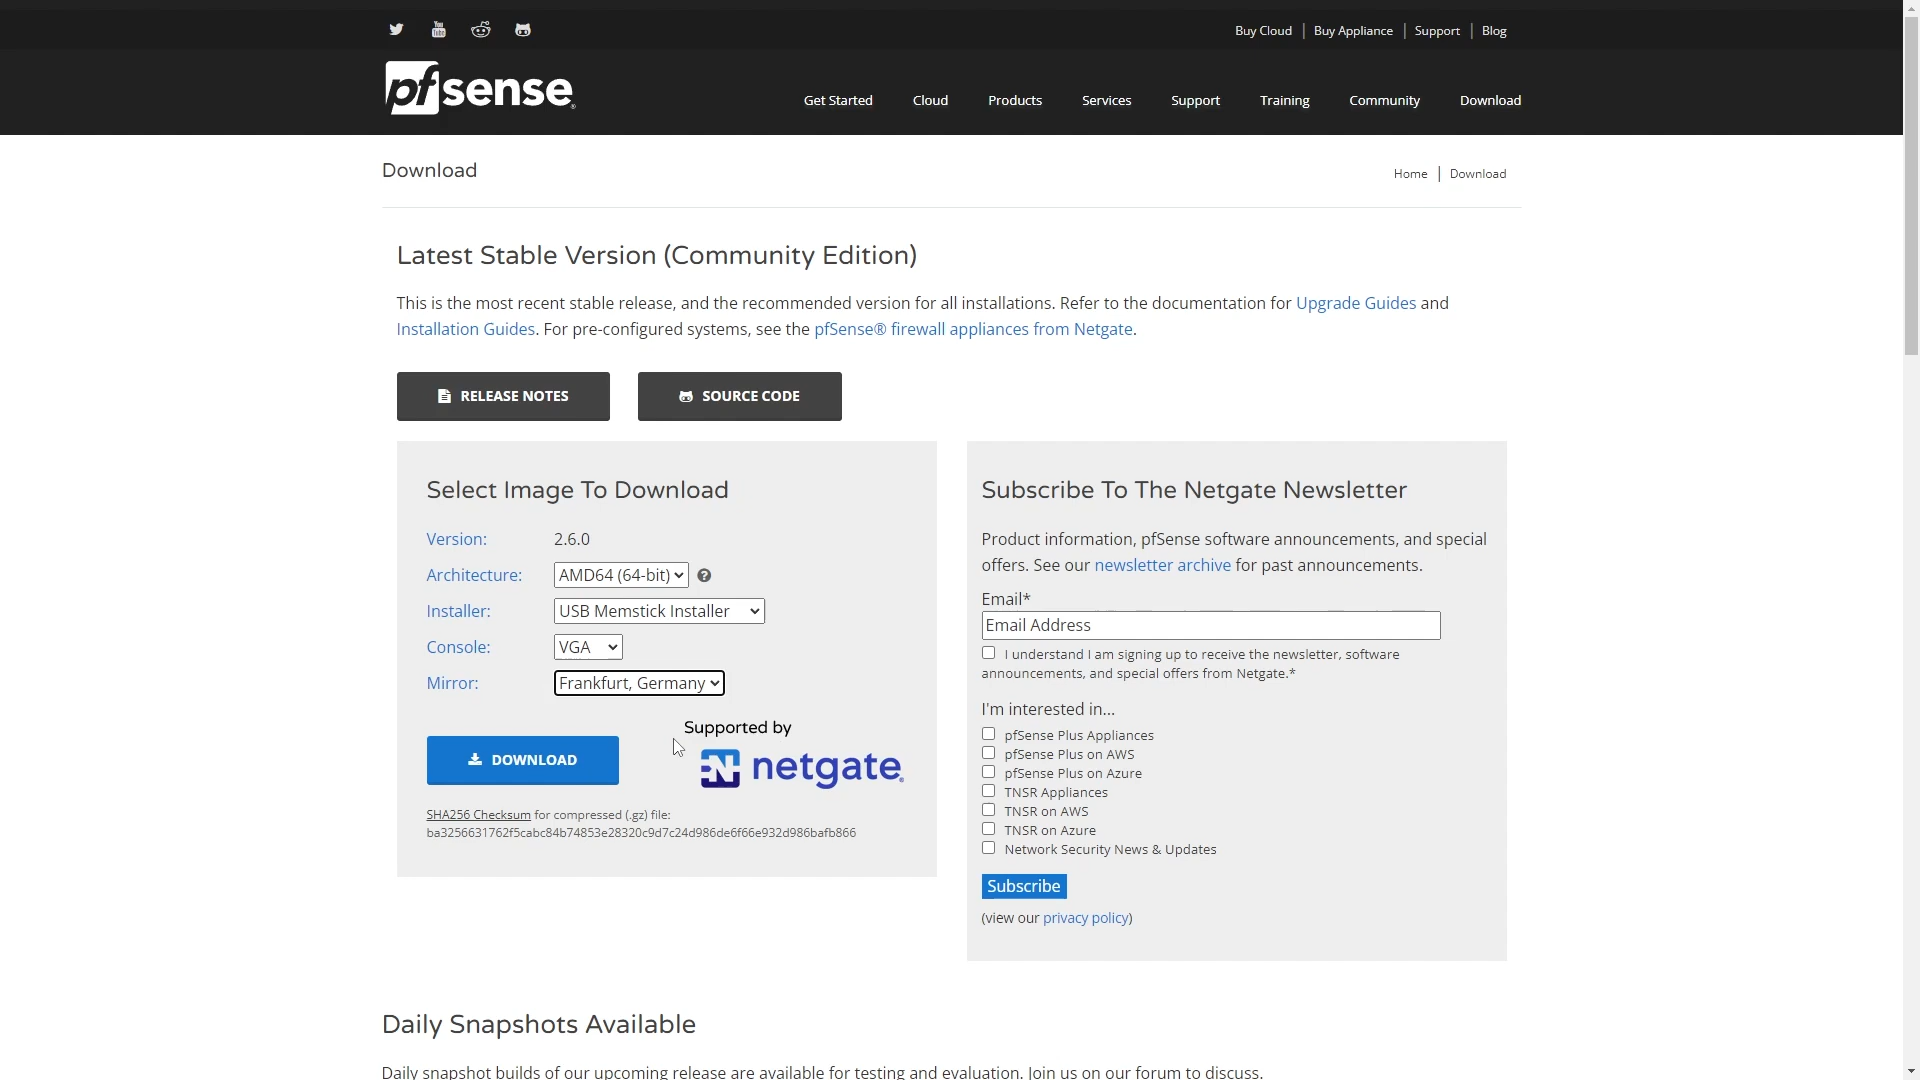 You
Tube
Buy Cloud
Buy Appliance
Support
Blog
pfsense
Get Started
Cloud
Products
Services
Support
Training
Community
Download
Download
Home
Download
Latest Stable Version (Community Edition)
This is the most recent stable release, and the recommended version for all installations. Refer to the documentation for Upgrade Guides and
Installation Guides. For pre-configured systems, see the pfSense® firewall appliances from Netgate.
RELEASE NOTES
SOURCE CODE
Select Image To Download
Version: 2.6.0
Architecture: AMD64 (64-bit) ?
Installer: USB Memstick Installer
Console: VGA
Mirror: Frankfurt, Germany
DOWNLOAD
Supported by
N netgate®
SHA256 Checksum for compressed (.gz) file:
ba3256631762f5cabc84b74853e28320c9d7c24d986de6f66e932d986bafb866
Subscribe To The Netgate Newsletter
Product information, pfSense software announcements, and special
offers. See our newsletter archive for past announcements.
Email*
Email Address
I understand I am signing up to receive the newsletter, software
announcements, and special offers from Netgate.*
I'm interested in...
pfSense Plus Appliances
pfSense Plus on AWS
pfSense Plus on Azure
TNSR Appliances
TNSR on AWS
TNSR on Azure
Network Security News & Updates
Subscribe
(view our privacy policy)
Daily Snapshots Available
Daily snapshot builds of our upcoming release are available for testing and evaluation. Join us on our forum to discuss.